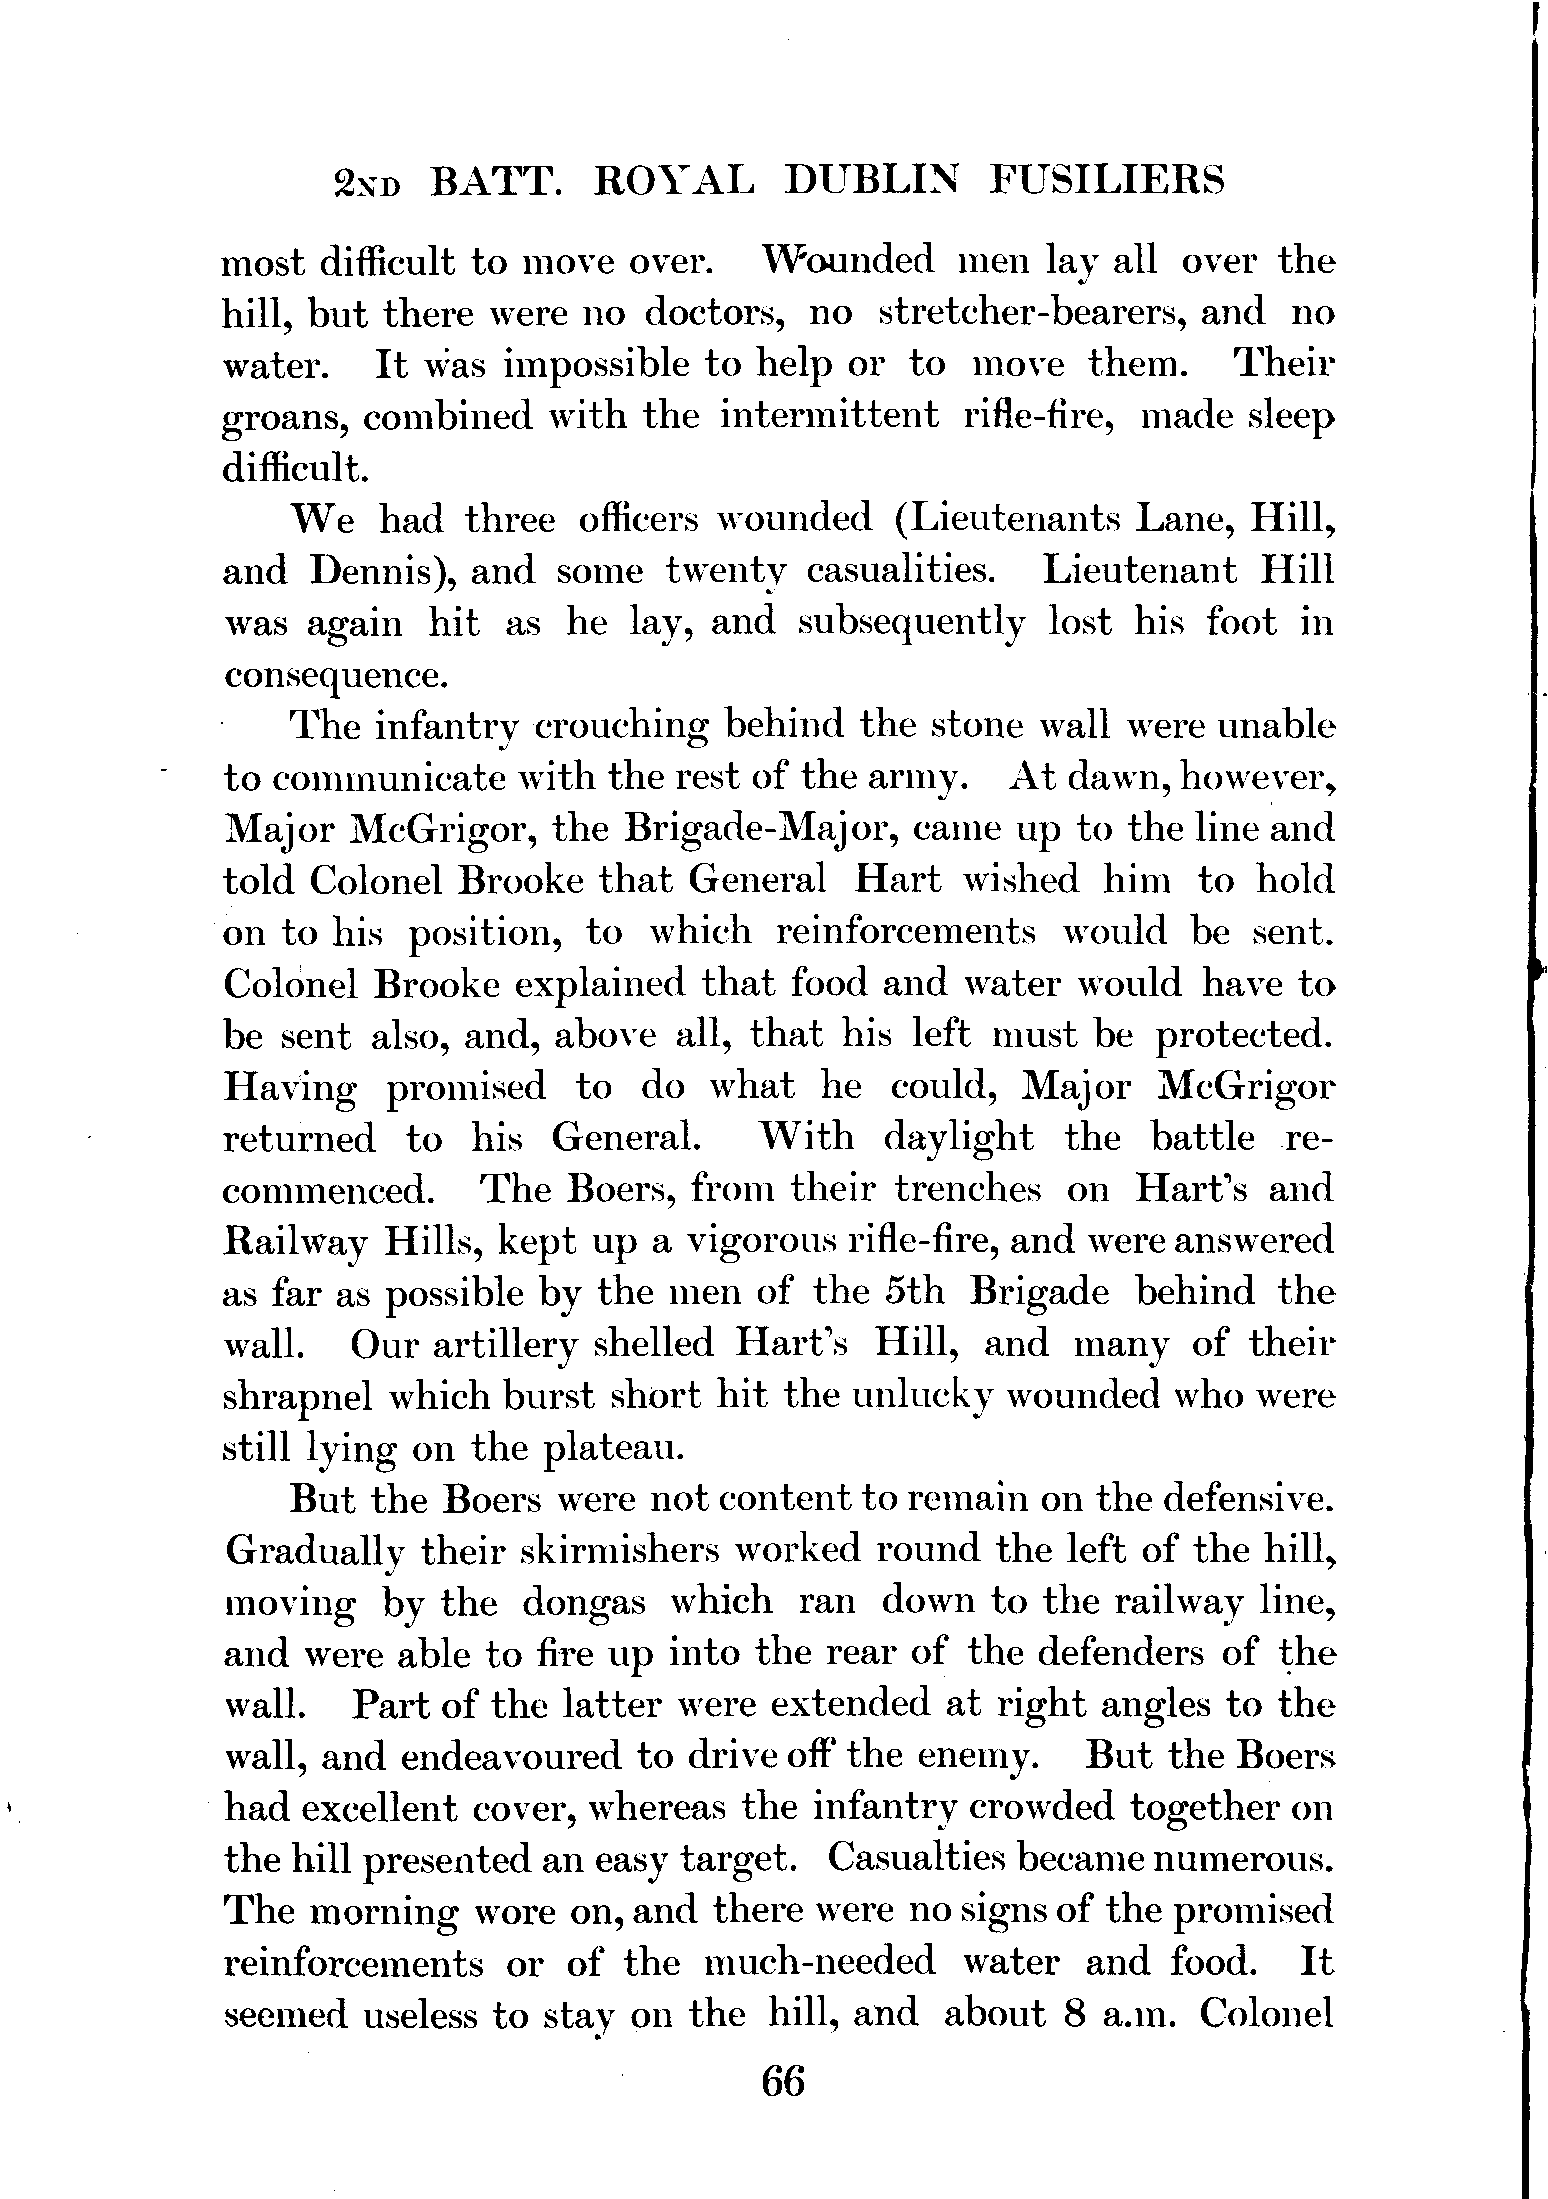 2ND BATT. ROYAL DUBLIN FUSILIERS
most difficult to move over. Wounded men lay all over the
hill, but there were no doctors, no stretcher-bearers, and no
water. It was impossible to help or to move them. Their
groans, combined with the intermittent rifle-fire, made sleep
difficult.
We had three officers wounded (Lieutenants Lane, Hill,
and Dennis), and some twenty casualities. Lieutenant Hill
was again hit as he lay, and subsequently lost his foot in
consequence.
The infantry crouching behind the stone wall were unable
to communicate with the rest of the army. At dawn, however,
Major McGrigor, the Brigade-Major, came up to the line and
told Colonel Brooke that General Hart wished him to hold
on to his position, to which reinforcements would be sent.
Colonel Brooke explained that food and water would have to
be sent also, and, above all, that his left must be protected.
Having promised to do what he could, Major McGrigor
returned to his General. With daylight the battle re-
commenced. The Boers, from their trenches on Hart's and
Railway Hills, kept up a vigorous rifle-fire, and were answered
as far as possible by the men of the 5th Brigade behind the
wall. Our artillery shelled Hart's Hill, and many of their
shrapnel which burst short hit the unlucky wounded who were
still lying on the plateau.
But the Boers were not content to remain on the defensive.
Gradually their skirmishers worked round the left of the hill,
moving by the dongas which ran down to the railway line,
and were able to fire up into the rear of the defenders of the
wall. Part of the latter were extended at right angles to the
wall, and endeavoured to drive off the enemy. But the Boers
had excellent cover, whereas the infantry crowded together on
the hill presented an easy target. Casualties became numerous.
The morning wore on, and there were no signs of the promised
reinforcements or of the much-needed water and food. It
seemed useless to stay on the hill, and about 8 a.m. Colonel
66